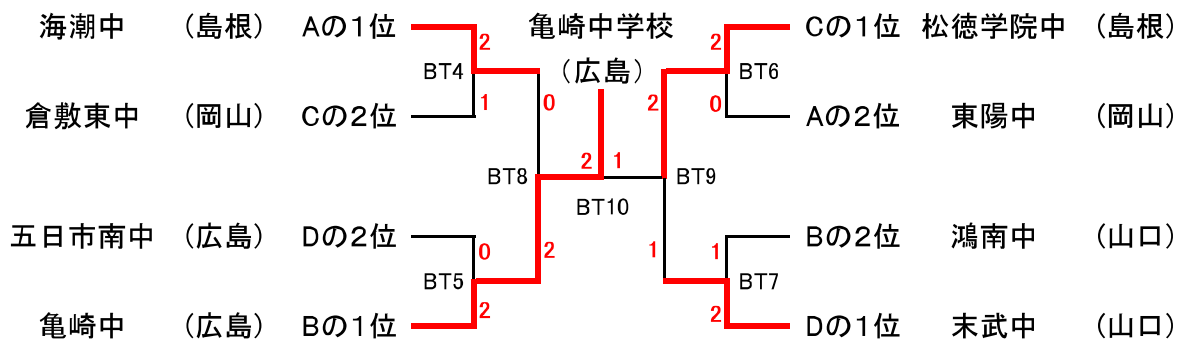 海潮中 （島根） Aの1位 2 亀崎中学校 2 Cの1位 松徳学院中 （島根）
BT4 （広島） BT6
倉敷東中 （岡山） Cの2位 1 0 2 0 Aの2位 東陽中 （岡山）
BT8 2 1 BT9
BT10
五日市南中 （広島） Dの2位 0 2 1 1 Bの2位 鴻南中 （山口）
BT5 BT7
亀崎中 （広島） Bの1位 2 2 Dの1位 末武中 （山口）